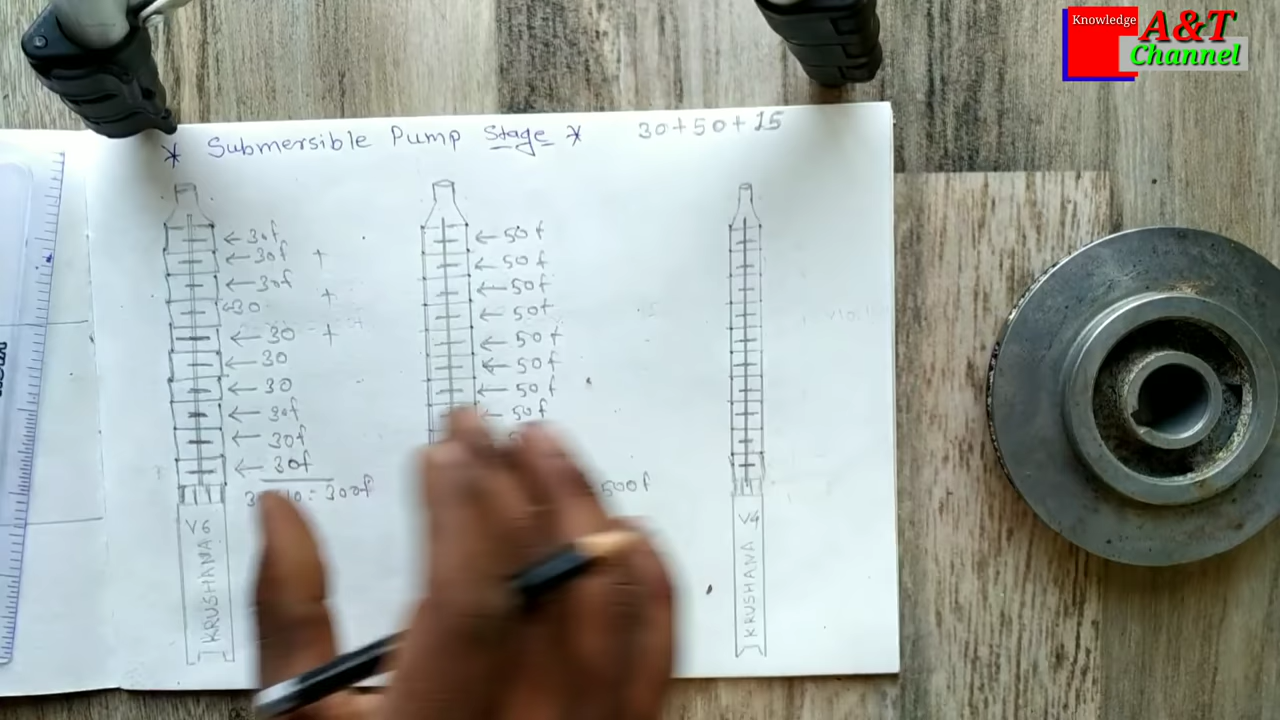 Knowledge
A&T
Channel
* Submersible Pump Stage *
30+50+15
←30f
←30f +
←30f
←30 +
←30 +
←30
←30
←30f
←30f
←30f
10=300f
V6
KRUSHANA
←50f
←50f
←50f
←50f
←50f
←50f
←50f
←50f
500f
V4
KRUSHANA